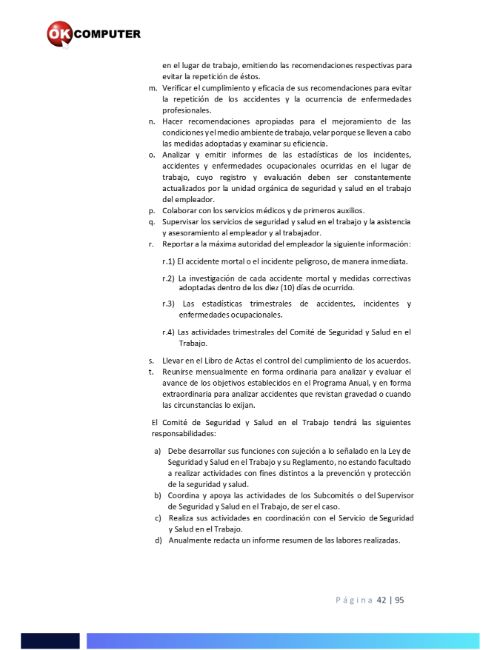 OK COMPUTER
en el lugar de trabajo, emitiendo las recomendaciones respectivas para
evitar la repetición de éstos.
m. Verificar el cumplimiento y eficacia de sus recomendaciones para evitar
la repetición de los accidentes y la ocurrencia de enfermedades
profesionales.
n. Hacer recomendaciones apropiadas para el mejoramiento de las
condiciones y el medio ambiente de trabajo, velar porque se lleven a cabo
las medidas adoptadas y examinar su eficiencia.
o. Analizar y emitir informes de las estadísticas de los incidentes,
accidentes y enfermedades ocupacionales ocurridas en el lugar de
trabajo, cuyo registro y evaluación deben ser constantemente
actualizados por la unidad orgánica de seguridad y salud en el trabajo
del empleador.
p. Colaborar con los servicios médicos y de primeros auxilios.
q. Supervisar los servicios de seguridad y salud en el trabajo y la asistencia
y asesoramiento al empleador y al trabajador.
r. Reportar a la máxima autoridad del empleador la siguiente información:
r.1) El accidente mortal o el incidente peligroso, de manera inmediata.
r.2) La investigación de cada accidente mortal y medidas correctivas
adoptadas dentro de los diez (10) días de ocurrido.
r.3) Las estadísticas trimestrales de accidentes, incidentes y
enfermedades ocupacionales.
r.4) Las actividades trimestrales del Comité de Seguridad y Salud en el
Trabajo.
s. Llevar en el Libro de Actas el control del cumplimiento de los acuerdos.
t. Reunirse mensualmente en forma ordinaria para analizar y evaluar el
avance de los objetivos establecidos en el Programa Anual, y en forma
extraordinaria para analizar accidentes que revistan gravedad o cuando
las circunstancias lo exijan.
El Comité de Seguridad y Salud en el Trabajo tendrá las siguientes
responsabilidades:
a) Debe desarrollar sus funciones con sujeción a lo señalado en la Ley de
Seguridad y Salud en el Trabajo y su Reglamento, no estando facultado
a realizar actividades con fines distintos a la prevención y protección
de la seguridad y salud.
b) Coordina y apoya las actividades de los Subcomités o del Supervisor
de Seguridad y Salud en el Trabajo, de ser el caso.
c) Realiza sus actividades en coordinación con el Servicio de Seguridad
y Salud en el Trabajo.
d) Anualmente redacta un informe resumen de las labores realizadas.
Página 42 | 95